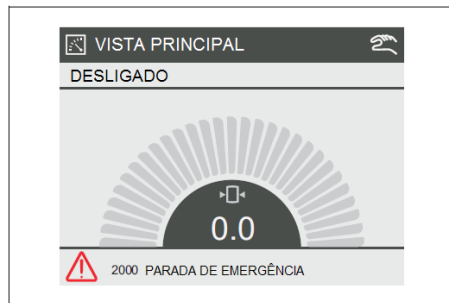 VISTA PRINCIPAL
DESLIGADO
0.0
2000 PARADA DE EMERGÊNCIA